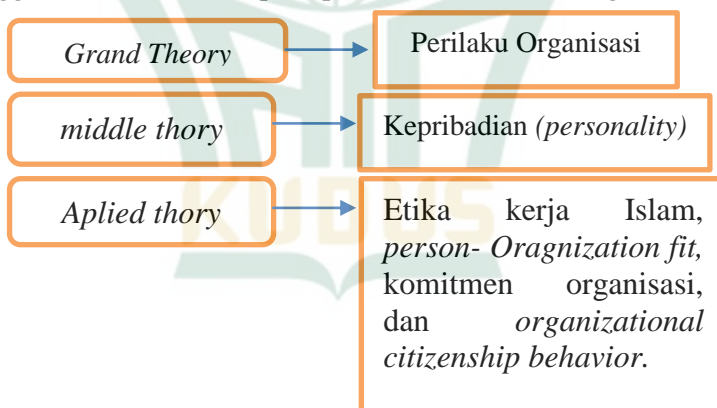 Grand Theory
Perilaku Organisasi
middle thory
Kepribadian (personality)
Aplied thory
Etika kerja Islam,
person- Oragnization fit,
komitmen organisasi,
dan organizational
citizenship behavior.
KUDUS